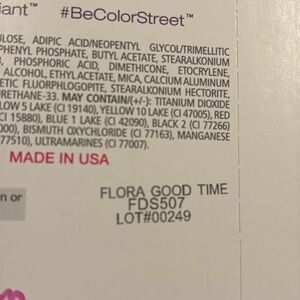 iant™ #BeColorStreet™
ULOSE, ADIPIC ACID/NEOPENTYL GLYCOL/TRIMELLITIC
PHENYL PHOSPHATE, BUTYL ACETATE, STEARALKONIUM
, PHOSPHORIC ACID, DIMETHICONE, ETOCRYLENE,
ALCOHOL, ETHYL ACETATE, MICA, CALCIUM ALUMINUM
ETIC FLUORPHLOGOPITE, STEARALKONIUM HECTORITE,
URETHANE-33. MAY CONTAIN/(+/-): TITANIUM DIOXIDE
LOW 5 LAKE (CI 19140), YELLOW 10 LAKE (CI 47005), RED
CI 15880), BLUE 1 LAKE (CI 42090), BLACK 2 (CI 77266)
000), BISMUTH OXYCHLORIDE (CI 77163), MANGANESE
77510), ULTRAMARINES (CI 77007).
MADE IN USA
n or
FLORA GOOD TIME
FDS507
LOT#00249